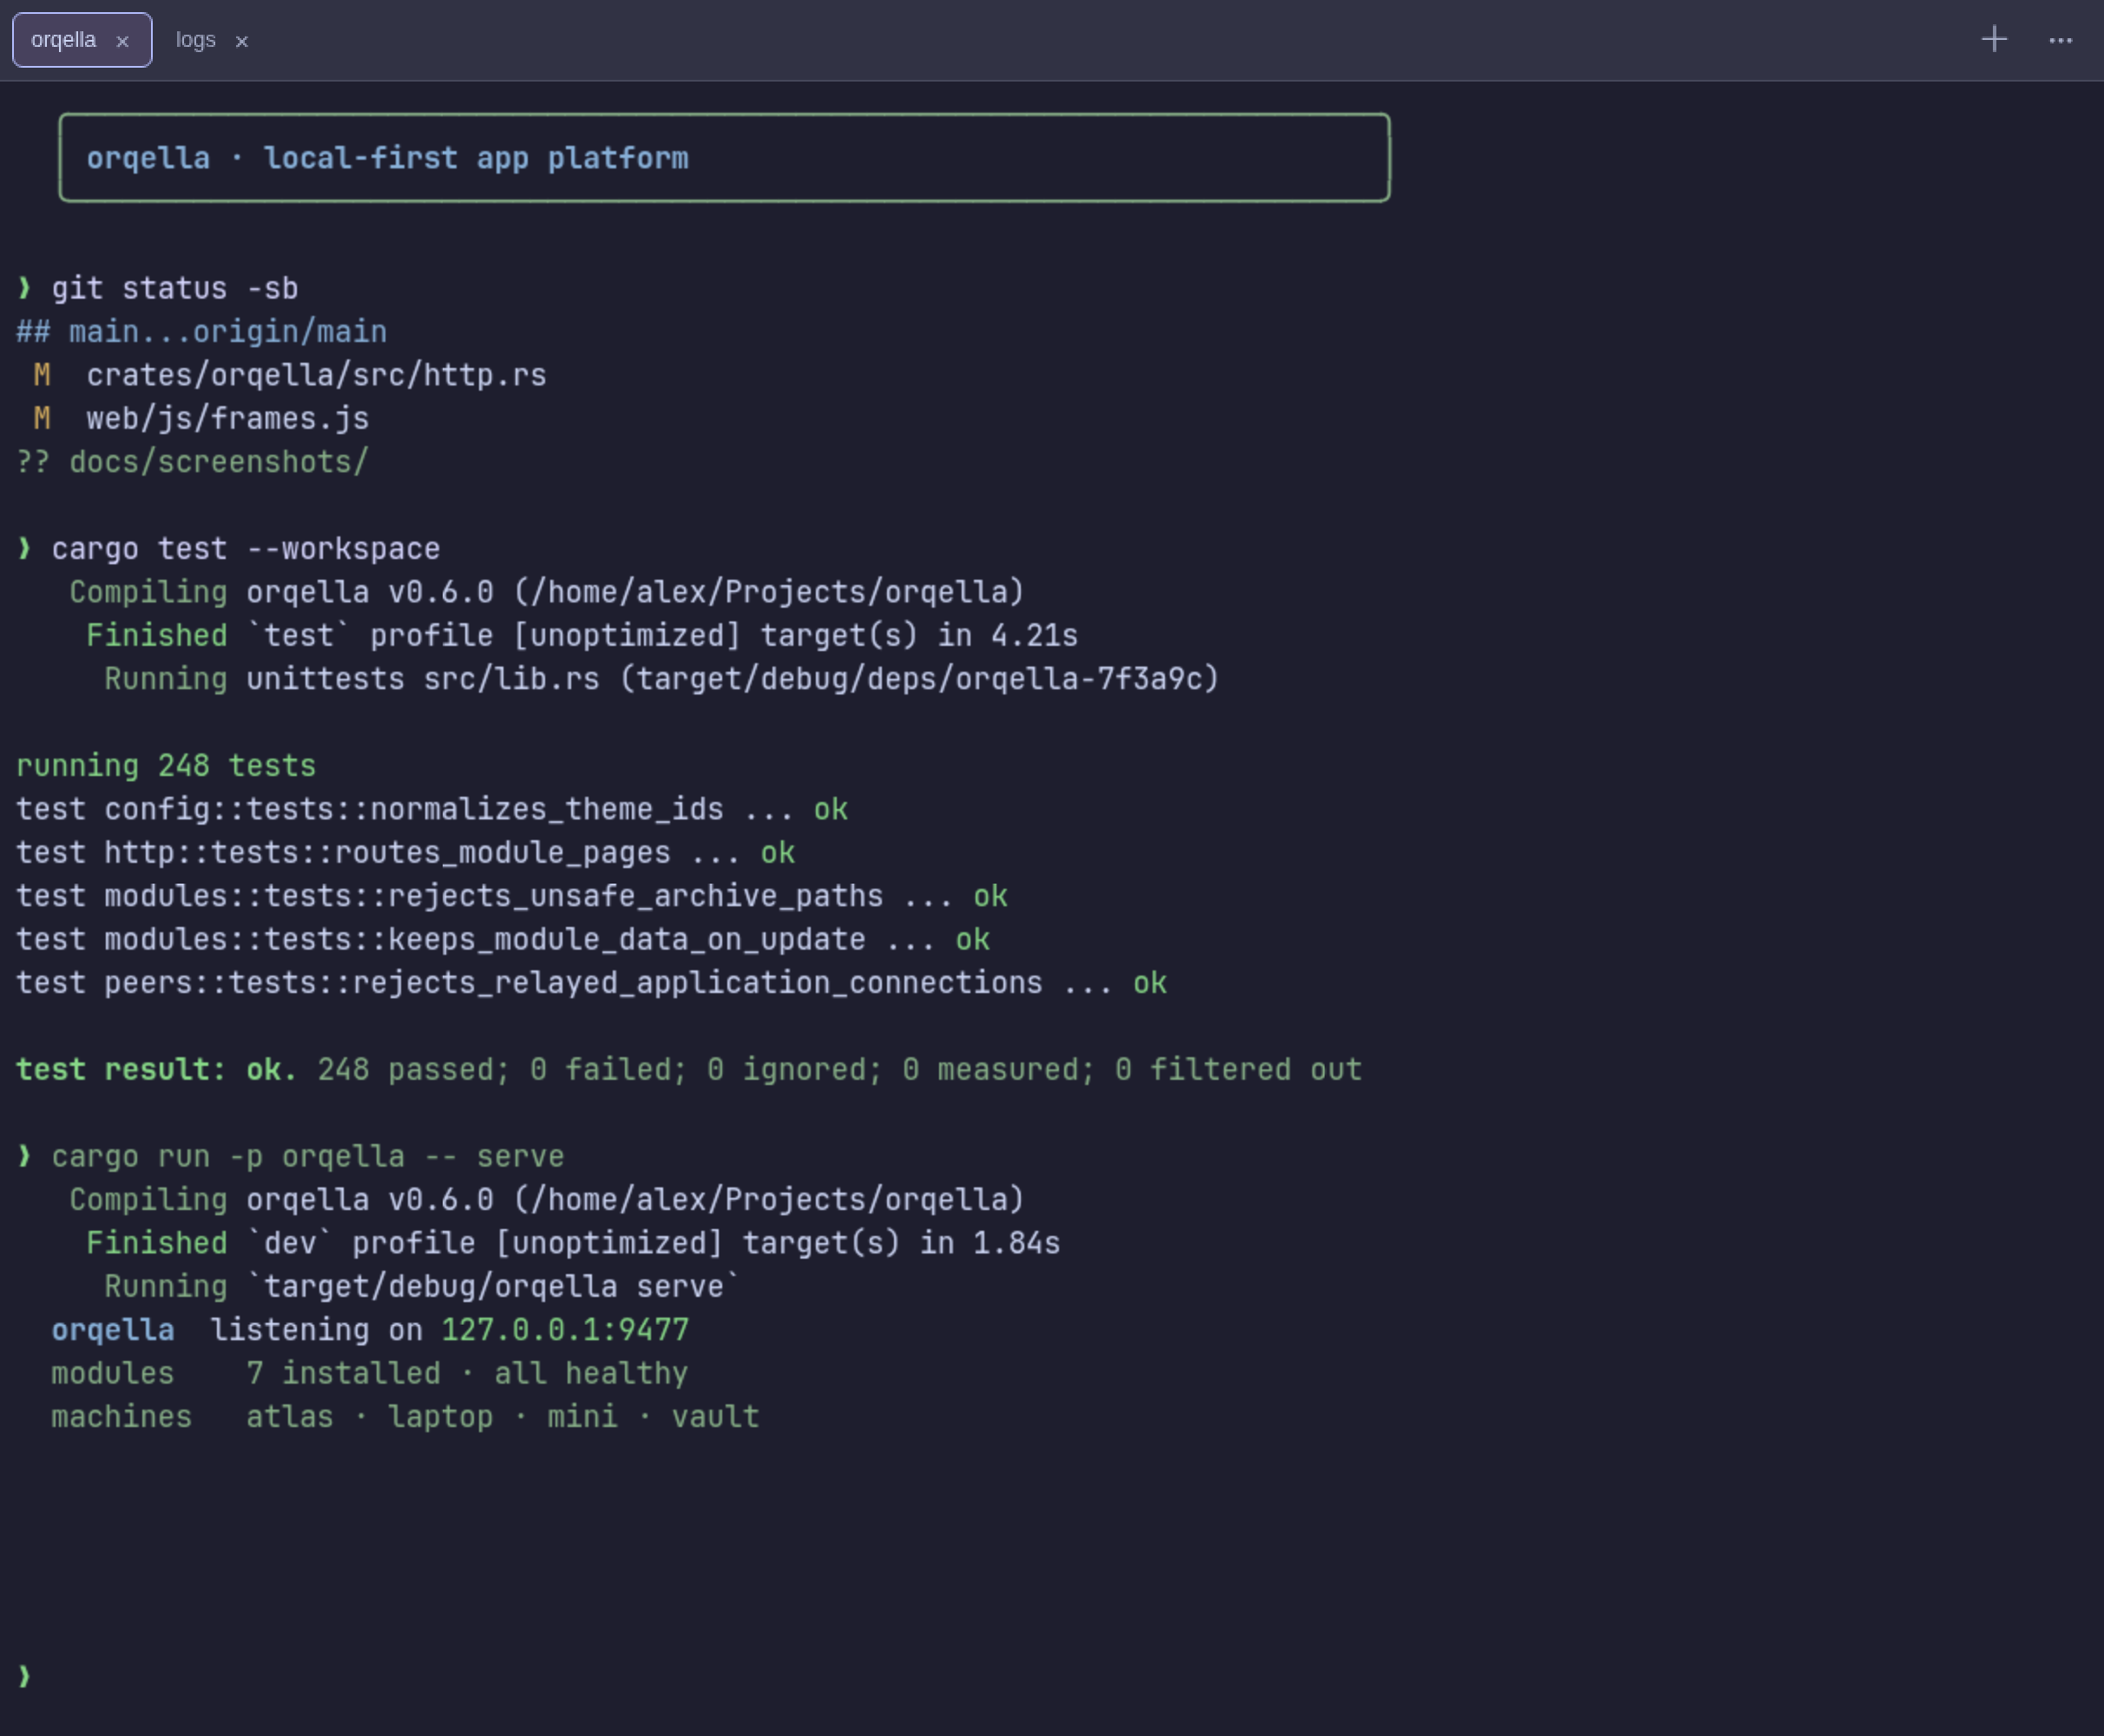 orqella × logs × + ···
orqella · local-first app platform
❯ git status -sb
## main...origin/main
 M  crates/orqella/src/http.rs
 M  web/js/frames.js
?? docs/screenshots/
❯ cargo test --workspace
   Compiling orqella v0.6.0 (/home/alex/Projects/orqella)
    Finished `test` profile [unoptimized] target(s) in 4.21s
     Running unittests src/lib.rs (target/debug/deps/orqella-7f3a9c)
running 248 tests
test config::tests::normalizes_theme_ids ... ok
test http::tests::routes_module_pages ... ok
test modules::tests::rejects_unsafe_archive_paths ... ok
test modules::tests::keeps_module_data_on_update ... ok
test peers::tests::rejects_relayed_application_connections ... ok
test result: ok. 248 passed; 0 failed; 0 ignored; 0 measured; 0 filtered out
❯ cargo run -p orqella -- serve
   Compiling orqella v0.6.0 (/home/alex/Projects/orqella)
    Finished `dev` profile [unoptimized] target(s) in 1.84s
     Running `target/debug/orqella serve`
  orqella  listening on 127.0.0.1:9477
  modules    7 installed · all healthy
  machines   atlas · laptop · mini · vault
❯